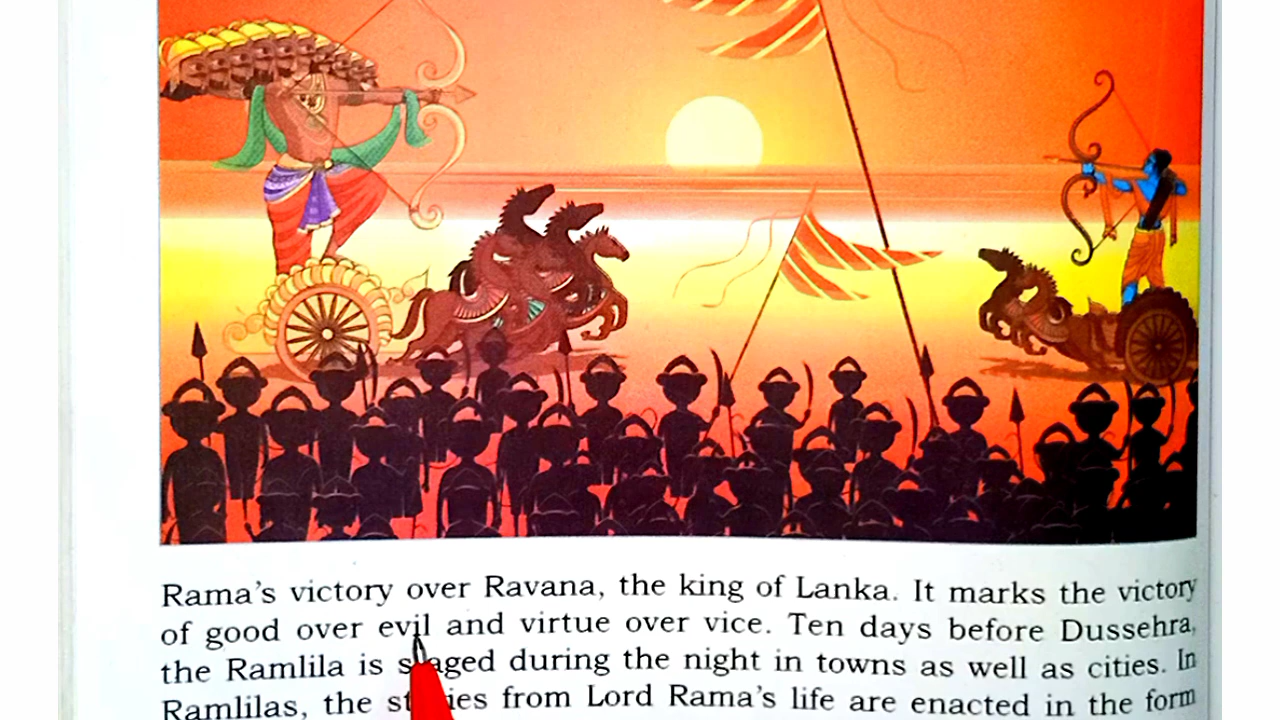 Rama's victory over Ravana, the king of Lanka. It marks the victory
of good over evil and virtue over vice. Ten days before Dussehra,
the Ramlila is staged during the night in towns as well as cities. In
Ramlilas, the stories from Lord Rama's life are enacted in the form